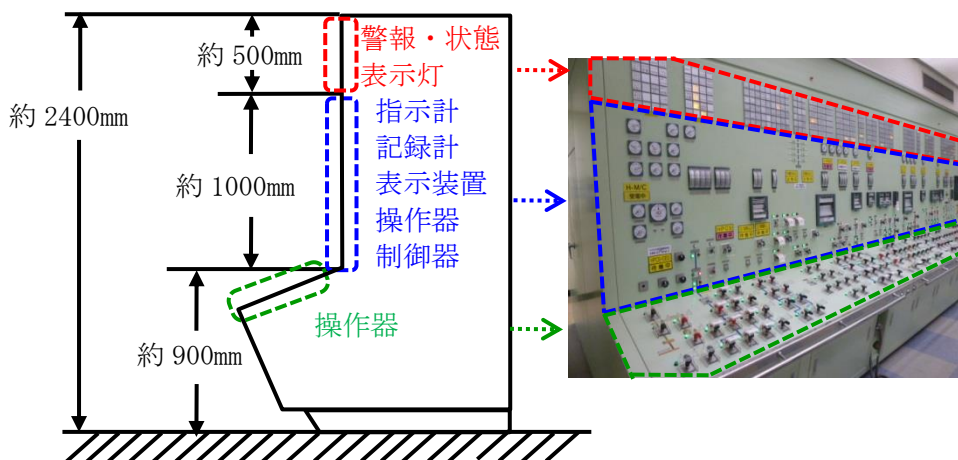 約 2400mm
約 500mm
約 1000mm
約 900mm
警報・状態
表示灯
指示計
記録計
表示装置
操作器
制御器
操作器
H-M/C